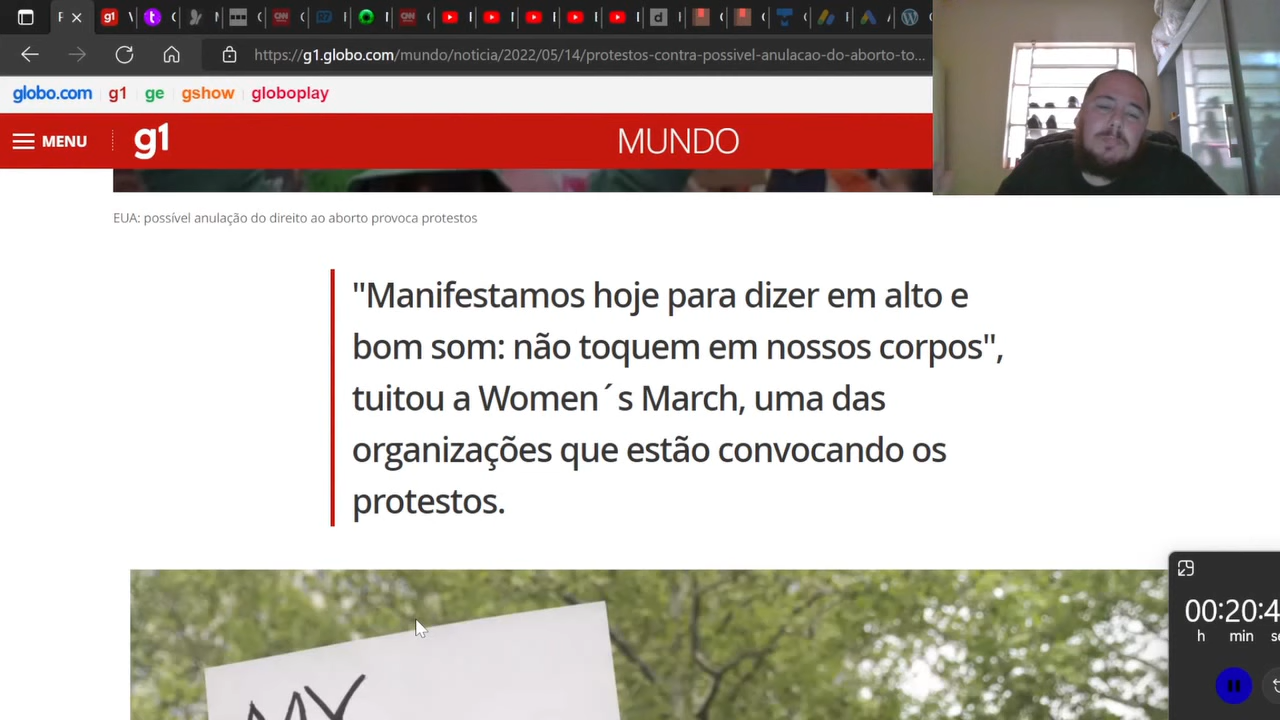 https://g1.globo.com/mundo/noticia/2022/05/14/protestos-contra-possivel-anulacao-do-aborto-to...
globo.com g1 ge gshow globoplay
MENU g1 MUNDO
EUA: possível anulação do direito ao aborto provoca protestos
"Manifestamos hoje para dizer em alto e
bom som: não toquem em nossos corpos",
tuitou a Women´s March, uma das
organizações que estão convocando os
protestos.
MY
00:20:4
h min se